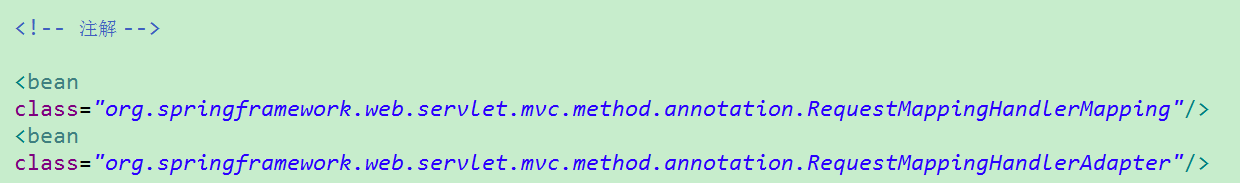 <!-- 注解 -->
<bean
class="org.springframework.web.servlet.mvc.method.annotation.RequestMappingHandlerMapping"/>
<bean
class="org.springframework.web.servlet.mvc.method.annotation.RequestMappingHandlerAdapter"/>